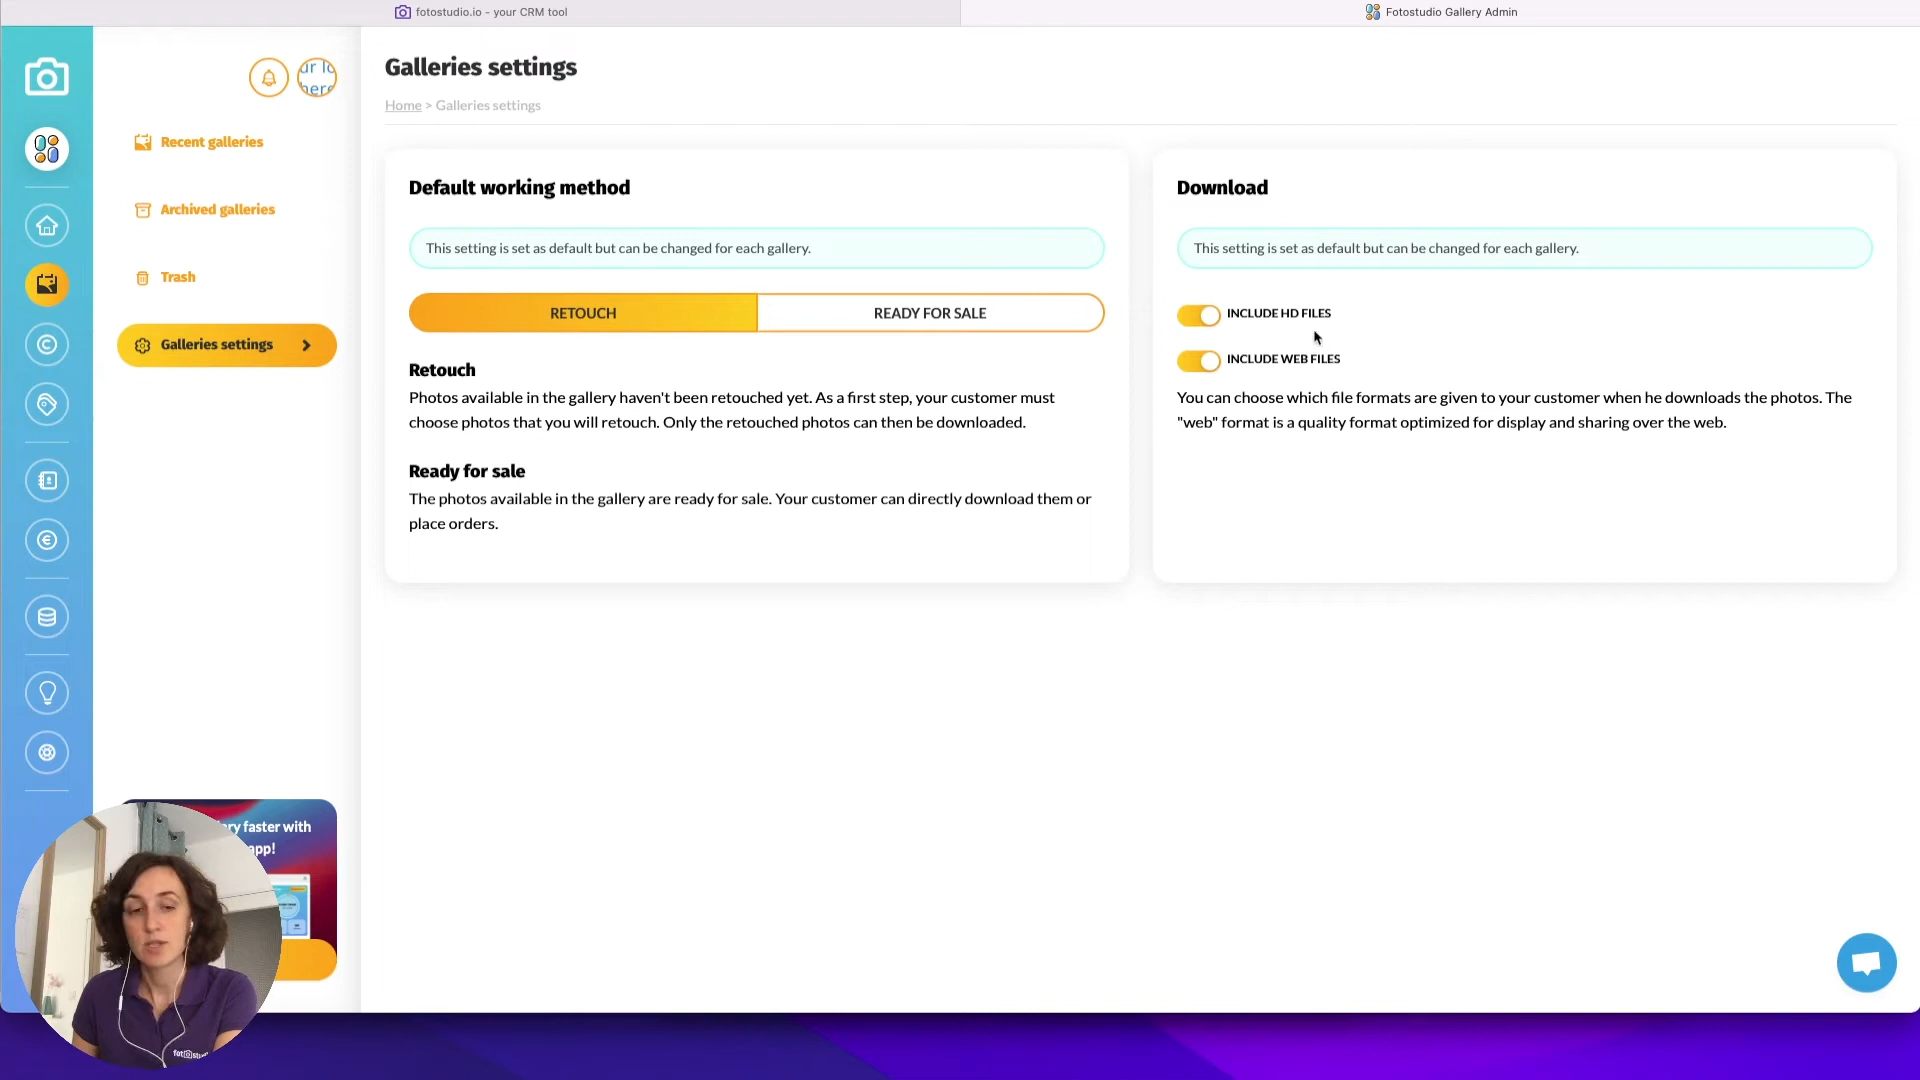 fotostudio.io - your CRM tool
Fotostudio Gallery Admin
Galleries settings
Home > Galleries settings
Recent galleries
Archived galleries
Trash
Galleries settings
Default working method
This setting is set as default but can be changed for each gallery.
RETOUCH
READY FOR SALE
Retouch
Photos available in the gallery haven't been retouched yet. As a first step, your customer must
choose photos that you will retouch. Only the retouched photos can then be downloaded.
Ready for sale
The photos available in the gallery are ready for sale. Your customer can directly download them or
place orders.
Download
This setting is set as default but can be changed for each gallery.
INCLUDE HD FILES
INCLUDE WEB FILES
You can choose which file formats are given to your customer when he downloads the photos. The
"web" format is a quality format optimized for display and sharing over the web.
faster with
app!